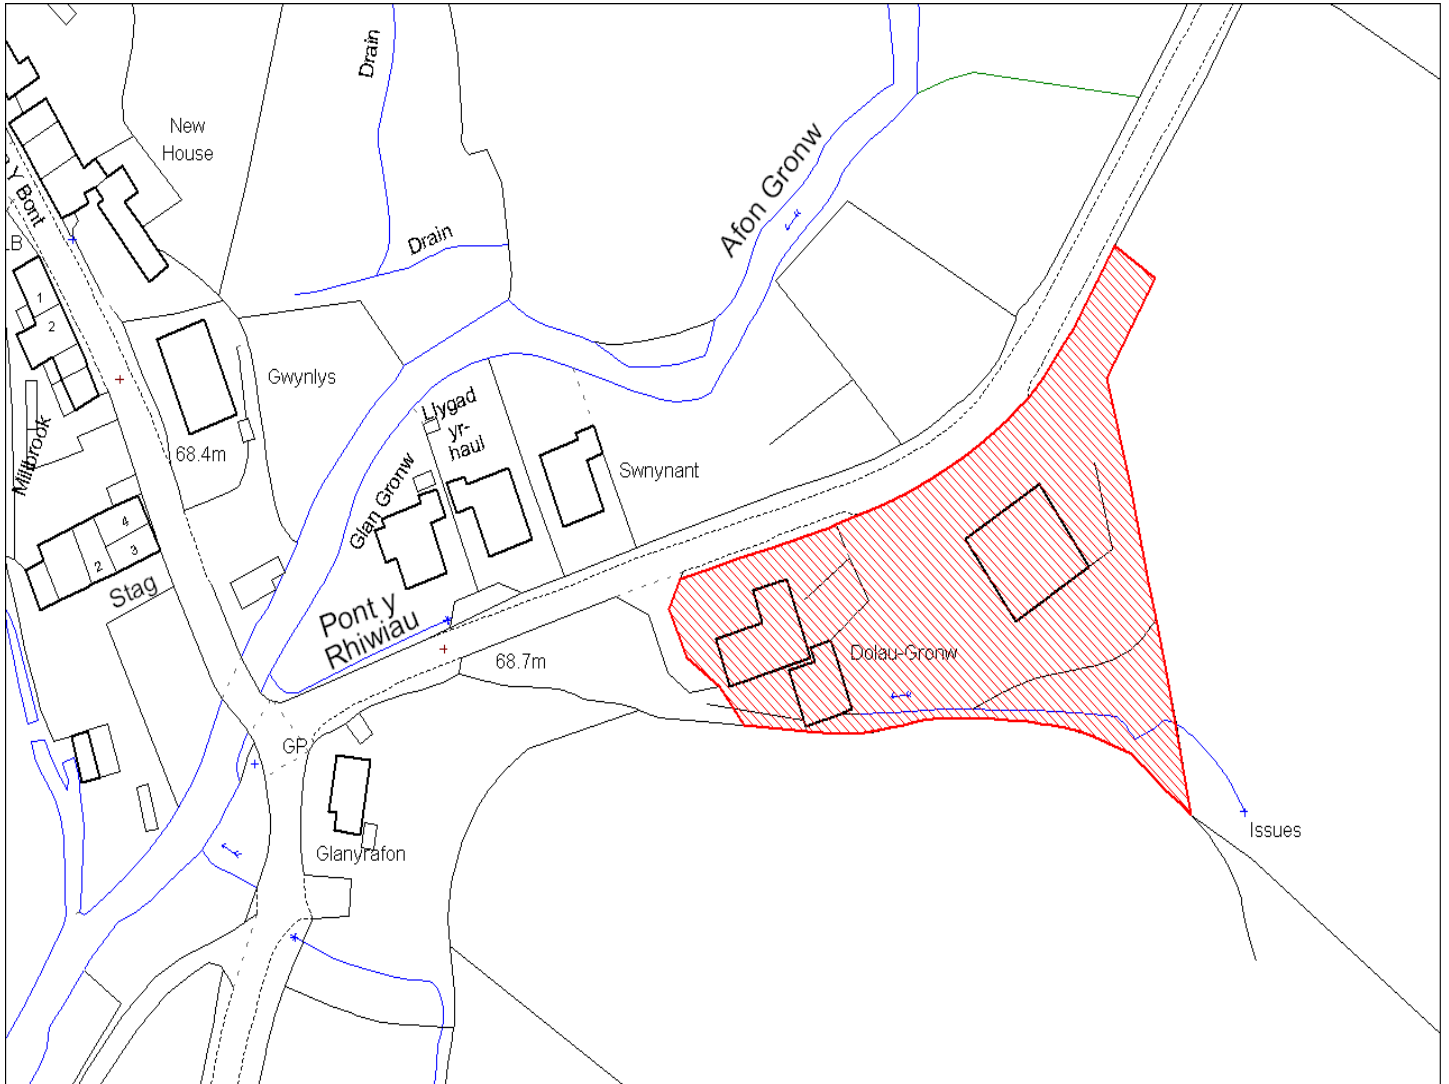 Drain
New
House
Y Bont
Afon Gronw
LB
Drain
1
2
Gwynlys
Llygad
yr-
haul
Millbrook
68.4m
Swnynant
Glan Gronw
4
3
2
Stag
Pont y
Rhiwiau
68.7m
Dolau-Gronw
GP
Issues
Glanyrafon